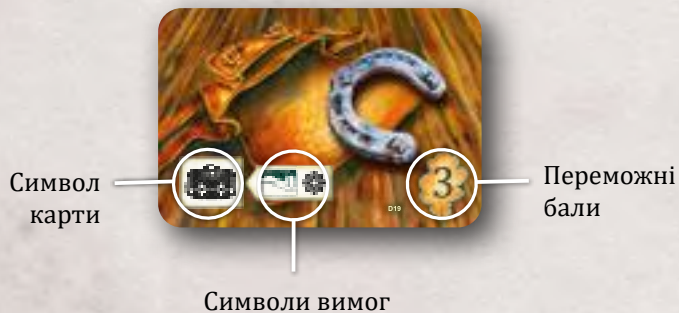 3
D19
Символ
карти
Переможні
бали
Символи вимог